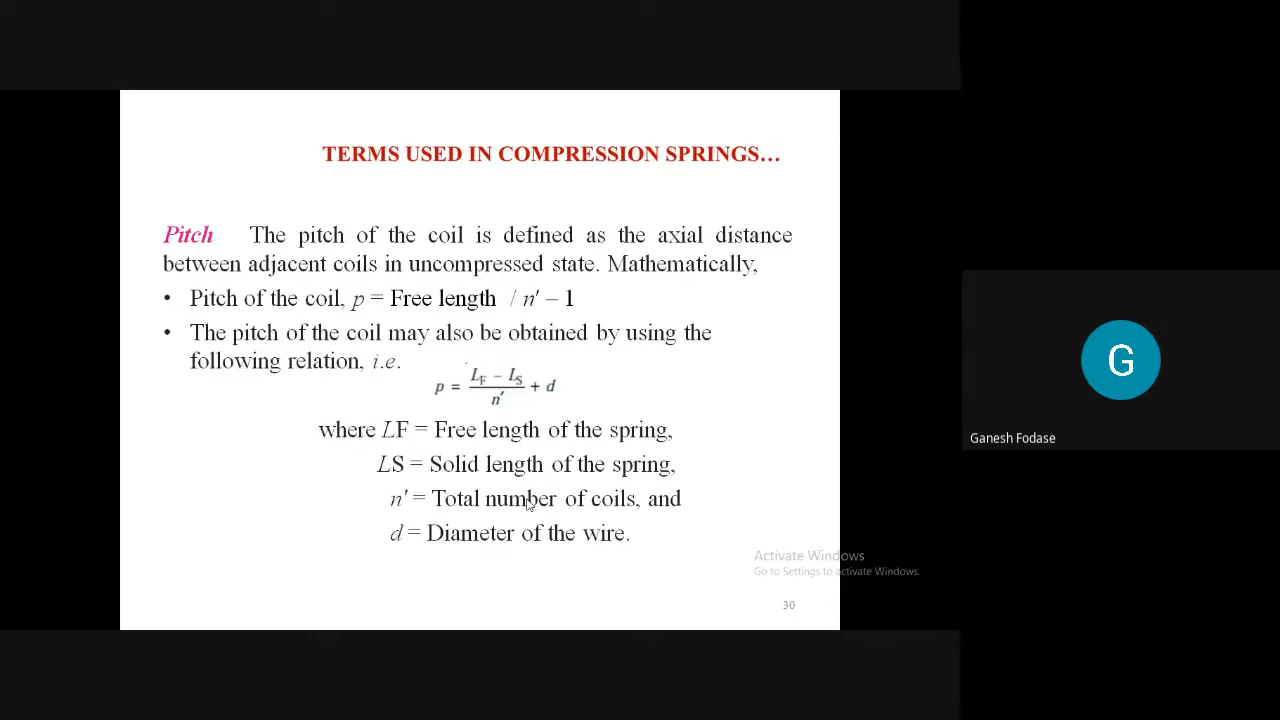 TERMS USED IN COMPRESSION SPRINGS…
Pitch The pitch of the coil is defined as the axial distance
between adjacent coils in uncompressed state. Mathematically,
• Pitch of the coil, p = Free length / n′ – 1
• The pitch of the coil may also be obtained by using the
following relation, i.e.
p = (L_F – L_S) / n′ + d
where LF = Free length of the spring,
LS = Solid length of the spring,
n′ = Total number of coils, and
d = Diameter of the wire.
Activate Windows
Go to Settings to activate Windows.
30
G
Ganesh Fodase